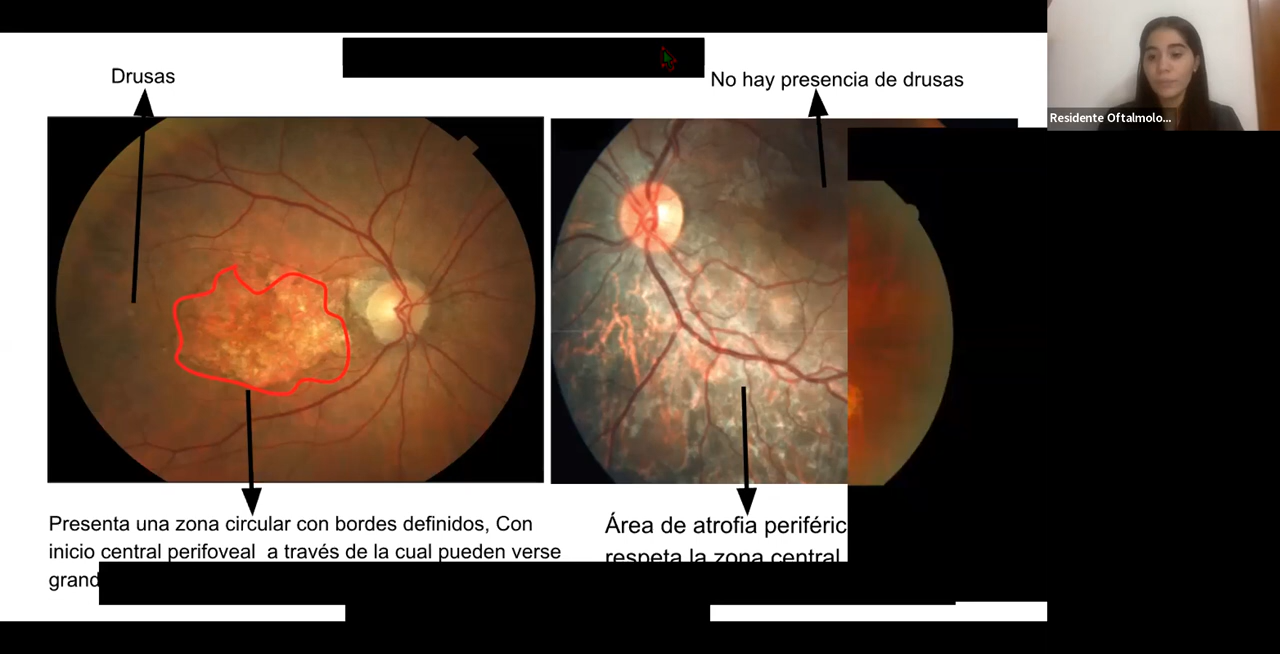 Drusas
No hay presencia de drusas
Residente Oftalmolo...
Presenta una zona circular con bordes definidos, Con
inicio central perifoveal a través de la cual pueden verse
grand
Área de atrofia periféric
respeta la zona central